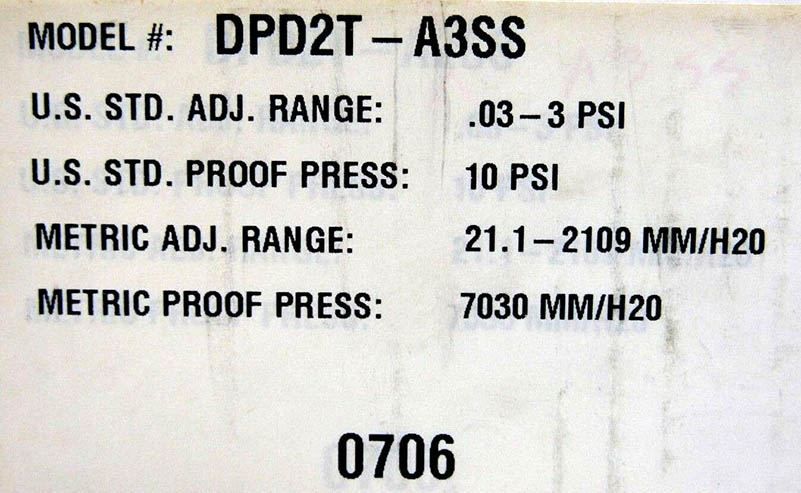 MODEL #: DPD2T – A3SS
U.S. STD. ADJ. RANGE: .03 – 3 PSI
U.S. STD. PROOF PRESS: 10 PSI
METRIC ADJ. RANGE: 21.1 – 2109 MM/H20
METRIC PROOF PRESS: 7030 MM/H20
0706